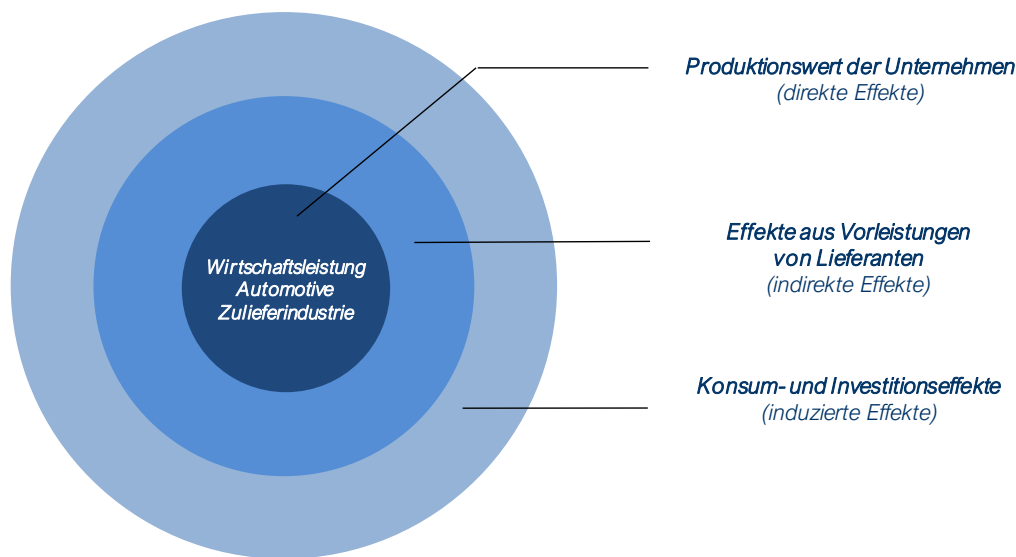 Produktionswert der Unternehmen
(direkte Effekte)
Effekte aus Vorleistungen
von Lieferanten
(indirekte Effekte)
Wirtschaftsleistung
Automotive
Zulieferindustrie
Konsum- und Investitionseffekte
(induzierte Effekte)